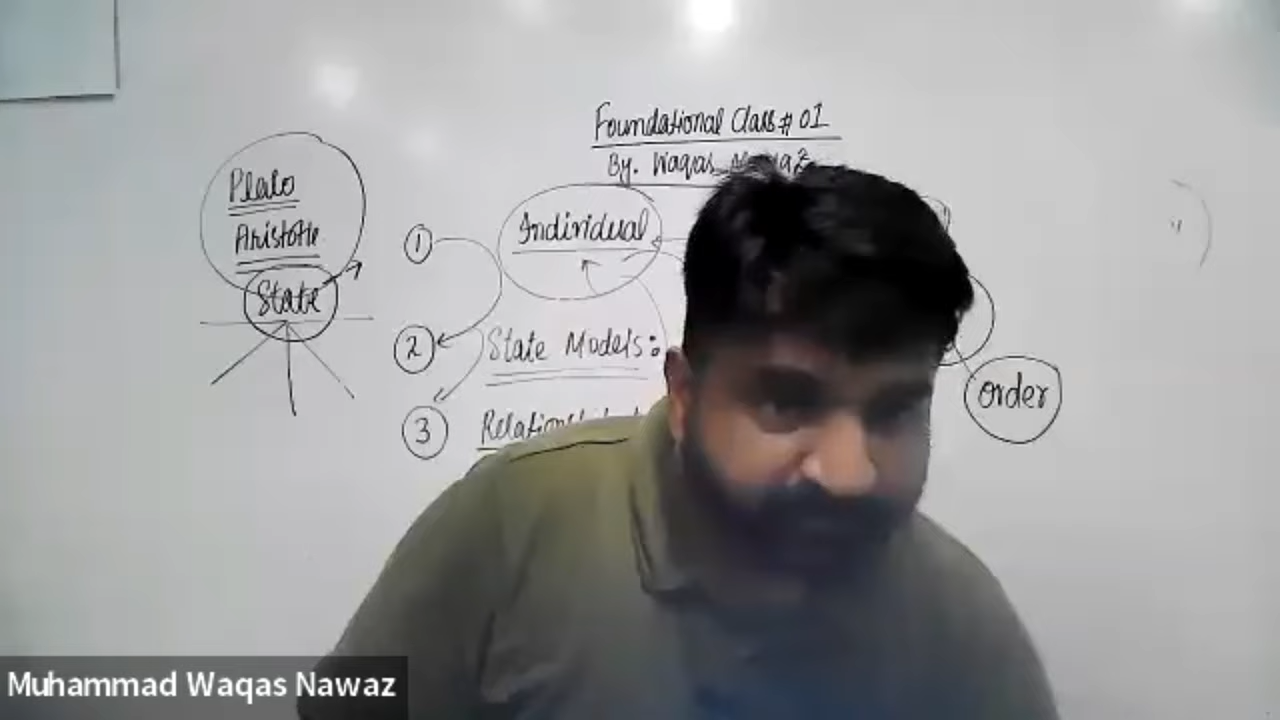 Foundational Class # 01
By. Waqas
Plato
Aristotle
State
1
Individual
2
State Models:
3
order
Muhammad Waqas Nawaz